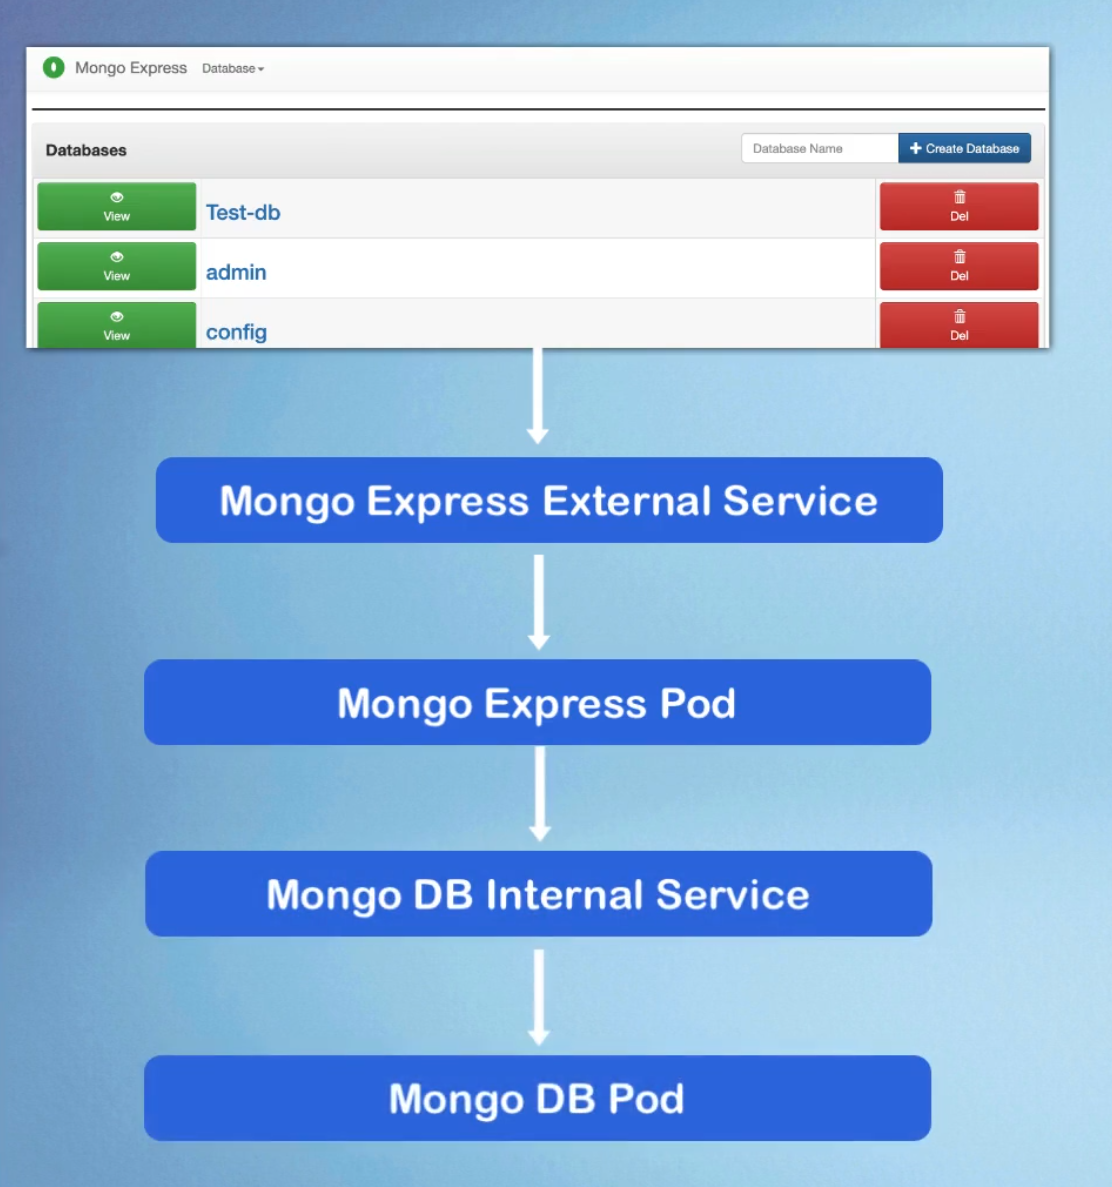 Mongo Express Database
Databases Database Name + Create Database
View Test-db Del
View admin Del
View config Del
Mongo Express External Service
Mongo Express Pod
Mongo DB Internal Service
Mongo DB Pod